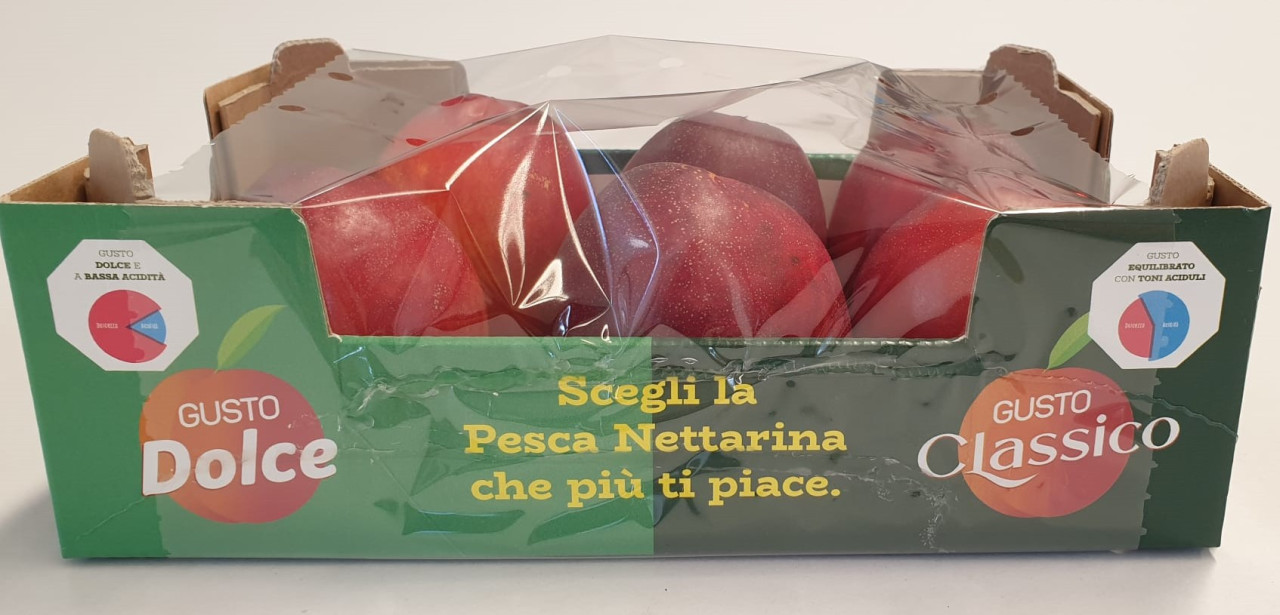 GUSTO
DOLCE E
A BASSA ACIDITÀ
Dolcezza
Acidità
GUSTO
Dolce
Scegli la
Pesca Nettarina
che più ti piace.
GUSTO
EQUILIBRATO
CON TONI ACIDULI
Dolcezza
Acidità
GUSTO
Classico